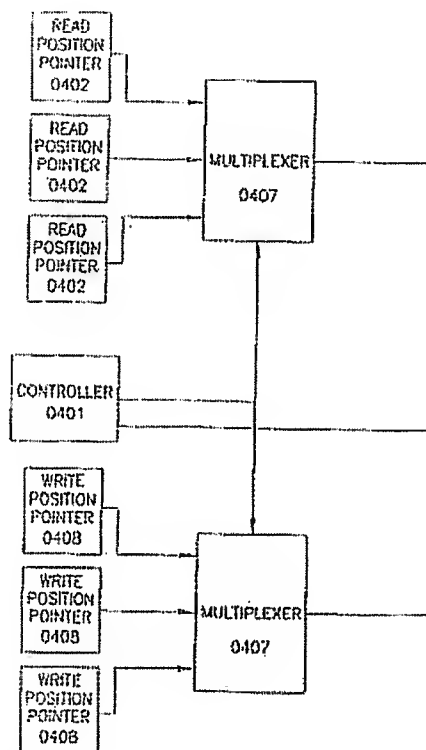 READ
POSITION
POINTER
0402
READ
POSITION
POINTER
0402
READ
POSITION
POINTER
0402
MULTIPLEXER
0407
CONTROLLER
0401
WRITE
POSITION
POINTER
0408
WRITE
POSITION
POINTER
0408
WRITE
POSITION
POINTER
0408
MULTIPLEXER
0407